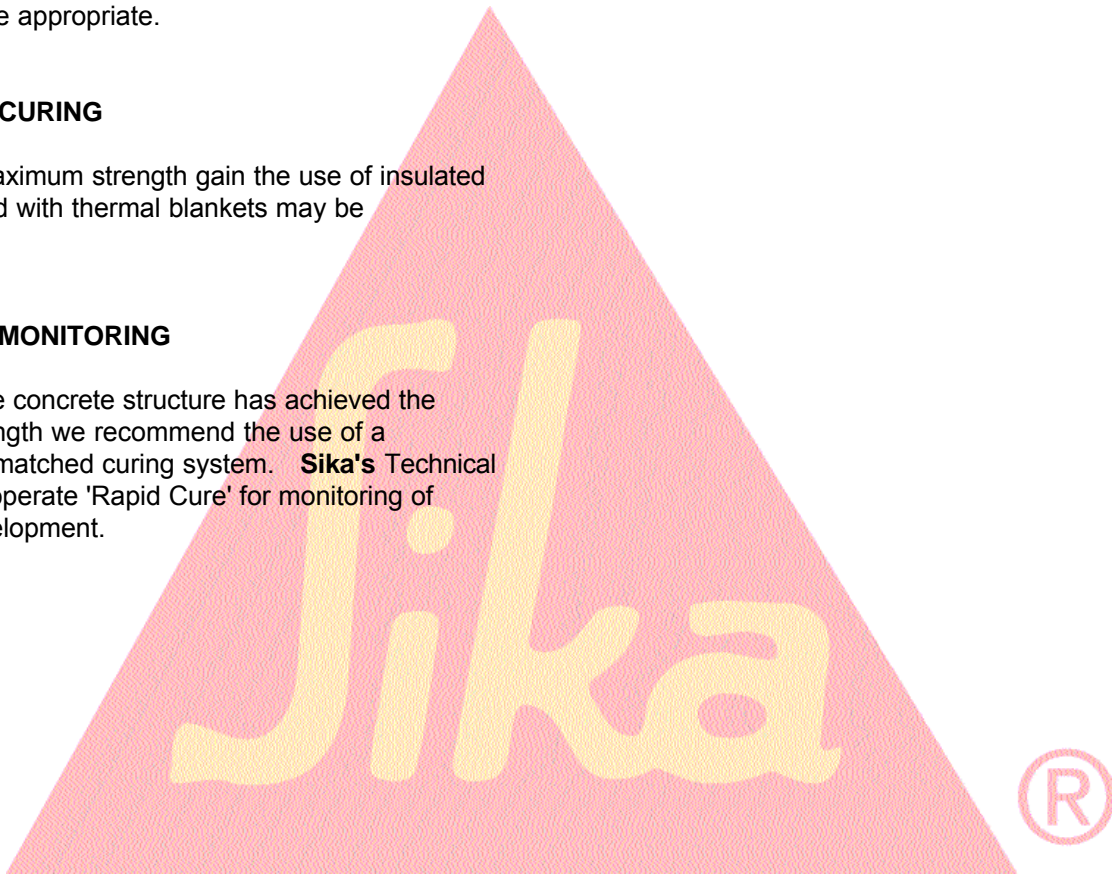 e appropriate.
CURING
aximum strength gain the use of insulated
d with thermal blankets may be
MONITORING
e concrete structure has achieved the
ngth we recommend the use of a
matched curing system. Sika's Technical
operate 'Rapid Cure' for monitoring of
elopment.
Sika
®